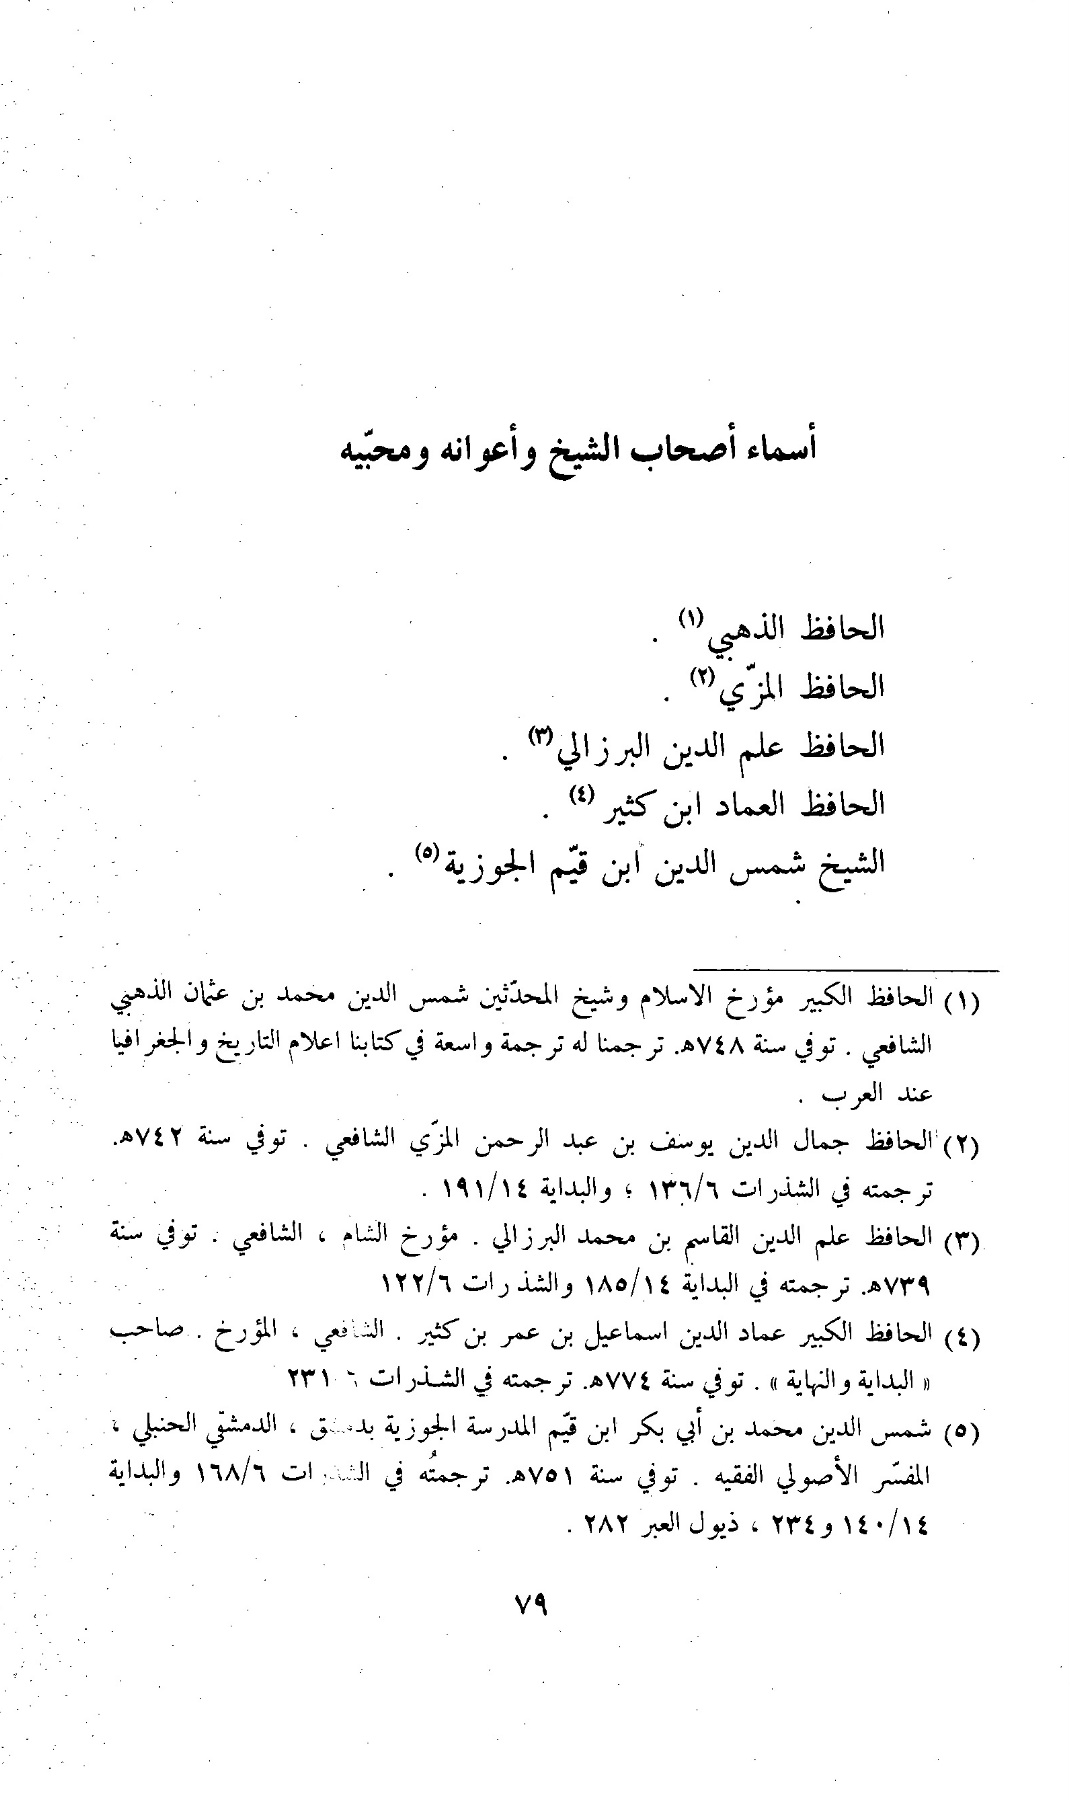 أسماء أصحاب الشيخ وأعوانه ومحبّيه
الحافظ الذهبي(١) .
الحافظ المزّي(٢) .
الحافظ علم الدين البرزالي(٣) .
الحافظ العماد ابن كثير(٤) .
الشيخ شمس الدين ابن قيّم الجوزية(٥) .
(١) الحافظ الكبير مؤرخ الاسلام وشيخ المحدّثين شمس الدين محمد بن عثمان الذهبي
الشافعي . توفي سنة ٧٤٨هـ. ترجمنا له ترجمة واسعة في كتابنا اعلام التاريخ والجغرافيا
عند العرب .
(٢) الحافظ جمال الدين يوسف بن عبد الرحمن المزّي الشافعي . توفي سنة ٧٤٢هـ.
ترجمته في الشذرات ١٣٦/٦ ؛ والبداية ١٩١/١٤ .
(٣) الحافظ علم الدين القاسم بن محمد البرزالي . مؤرخ الشام ، الشافعي . توفي سنة
٧٣٩هـ. ترجمته في البداية ١٨٥/١٤ والشذرات ١٢٢/٦
(٤) الحافظ الكبير عماد الدين اسماعيل بن عمر بن كثير . الشافعي ، المؤرخ . صاحب
« البداية والنهاية » . توفي سنة ٧٧٤هـ. ترجمته في الشذرات ٢٣١
(٥) شمس الدين محمد بن أبي بكر ابن قيّم المدرسة الجوزية بدمشق ، الدمشقي الحنبلي ،
المفسّر الأصولي الفقيه . توفي سنة ٧٥١هـ. ترجمتُه في الشذرات ١٦٨/٦ والبداية
١٤٠/١٤ و٢٣٤ ، ذيول العبر ٢٨٢ .
٧٩